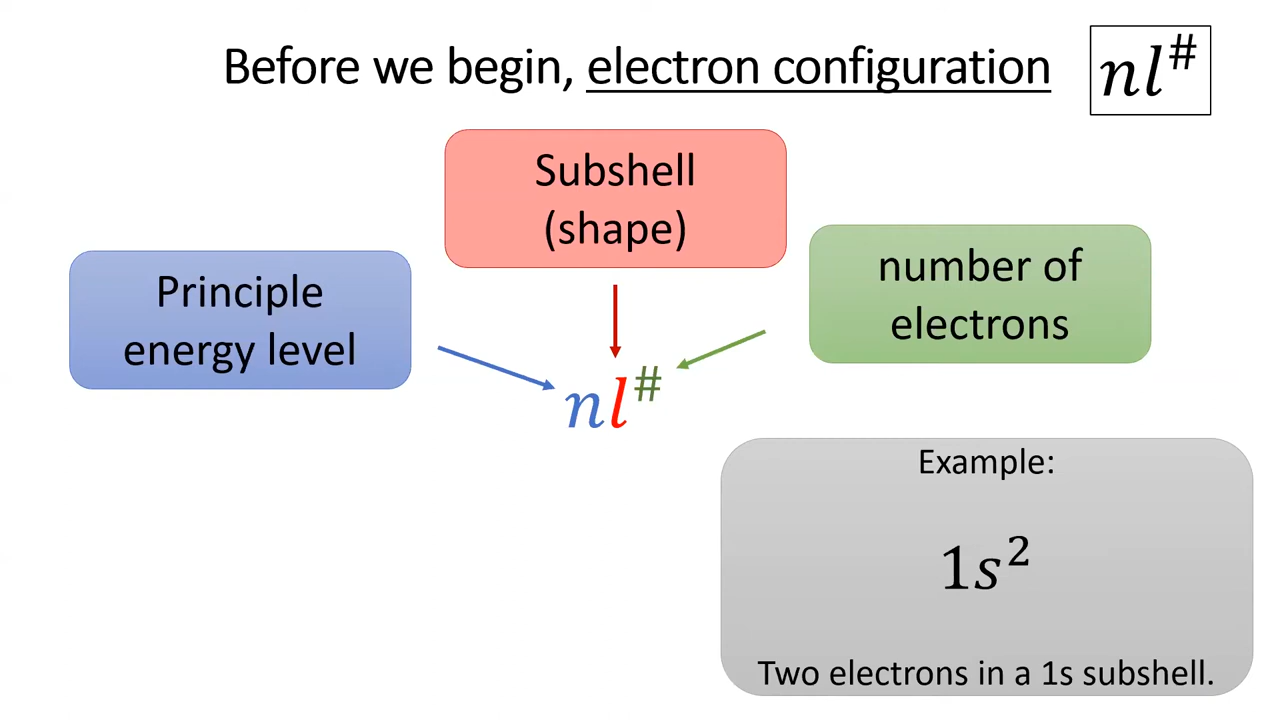 Before we begin, electron configuration
nl^#
Subshell
(shape)
Principle
energy level
number of
electrons
nl^#
Example:
1s²
Two electrons in a 1s subshell.